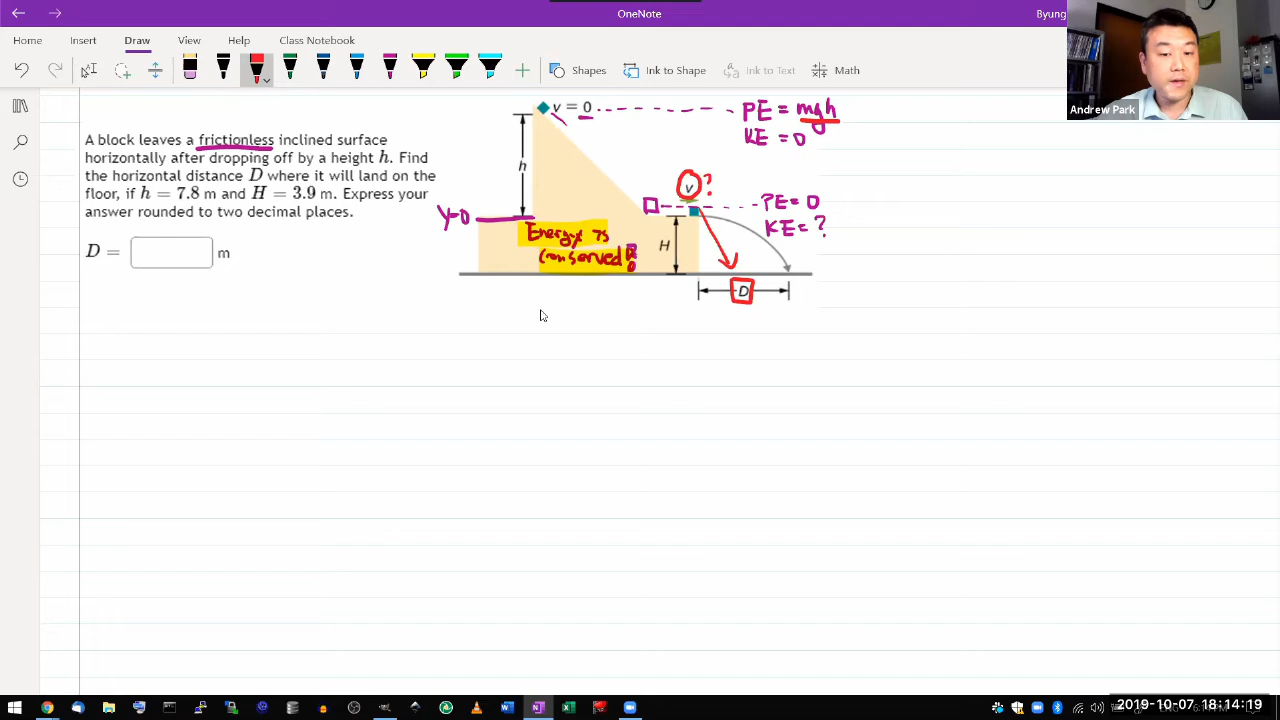 OneNote
Byung
Home
Insert
Draw
View
Help
Class Notebook
Shapes
Ink to Shape
Ink to Text
Math
Andrew Park
A block leaves a frictionless inclined surface
horizontally after dropping off by a height h. Find
the horizontal distance D where it will land on the
floor, if h = 7.8 m and H = 3.9 m. Express your
answer rounded to two decimal places.
D =
m
v = 0
PE = mgh
KE = 0
h
v ?
PE = 0
KE = ?
y=0
Energy is
conserved
H
D
2019-10-07 18:14:19